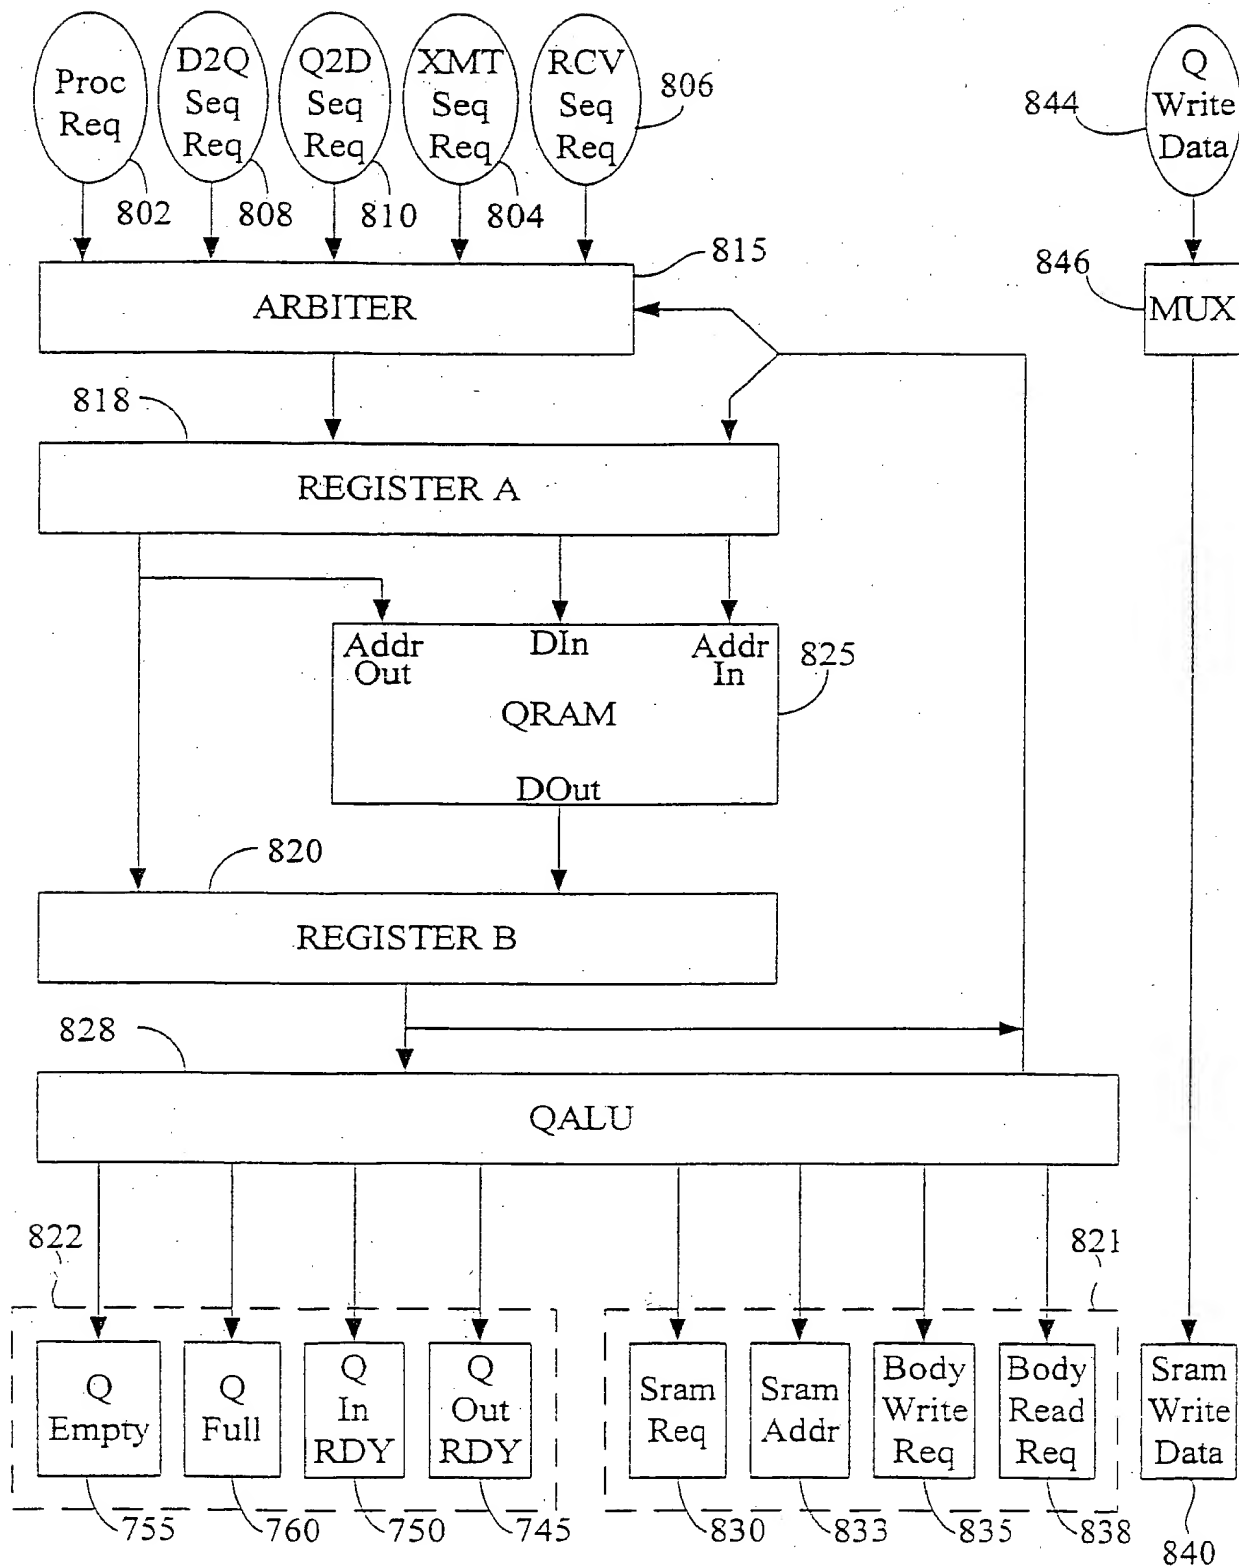 Proc
Req
D2Q
Seq
Req
Q2D
Seq
Req
XMT
Seq
Req
RCV
Seq
Req
806
844
Q
Write
Data
802
808
810
804
815
846
ARBITER
MUX
818
REGISTER A
Addr
Out
DIn
Addr
In
825
QRAM
DOut
820
REGISTER B
828
QALU
822
821
Q
Empty
Q
Full
Q
In
RDY
Q
Out
RDY
Sram
Req
Sram
Addr
Body
Write
Req
Body
Read
Req
Sram
Write
Data
755
760
750
745
830
833
835
838
840